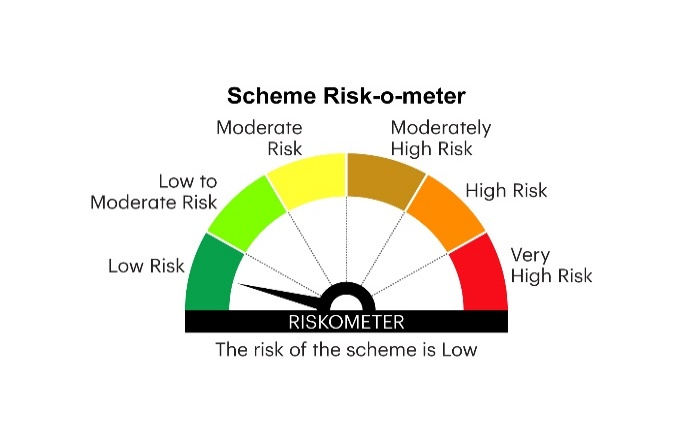 Scheme Risk-o-meter
Moderate
Risk
Moderately
High Risk
Low to
Moderate Risk
High Risk
Low Risk
Very
High Risk
RISKOMETER
The risk of the scheme is Low